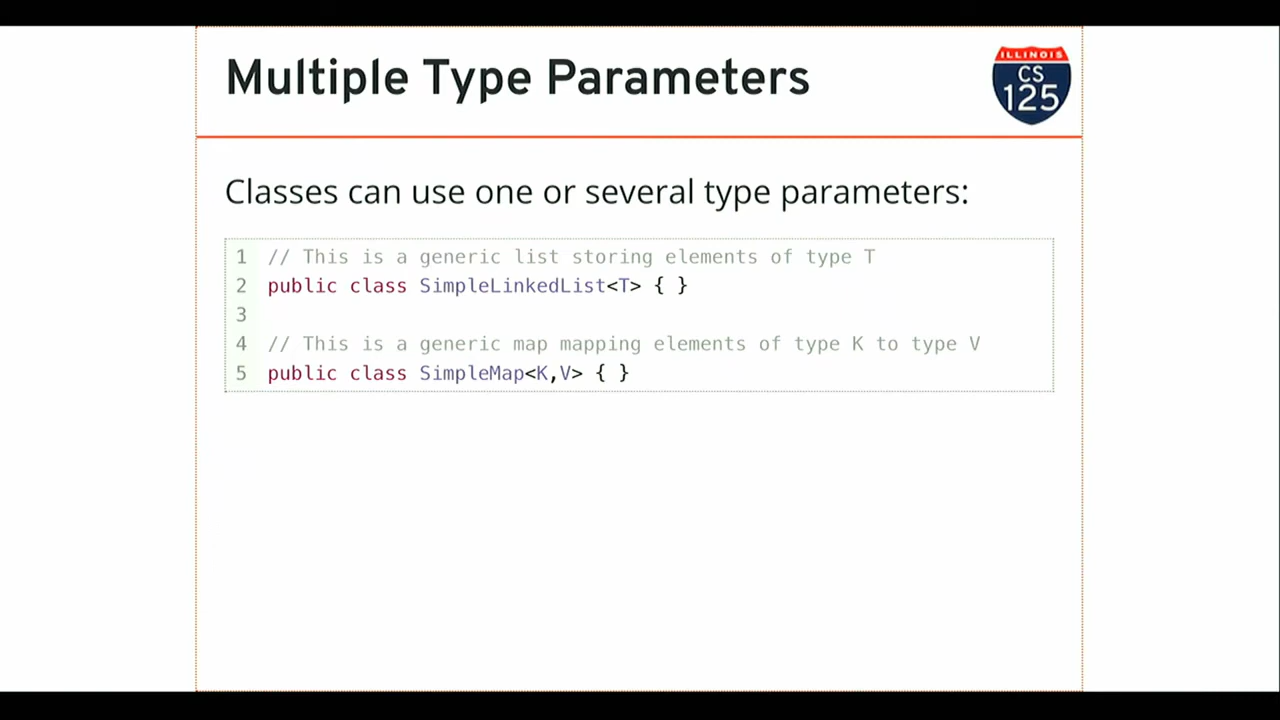 Multiple Type Parameters
ILLINOIS
CS
125
Classes can use one or several type parameters:
1 // This is a generic list storing elements of type T
2 public class SimpleLinkedList<T> { }
3
4 // This is a generic map mapping elements of type K to type V
5 public class SimpleMap<K,V> { }